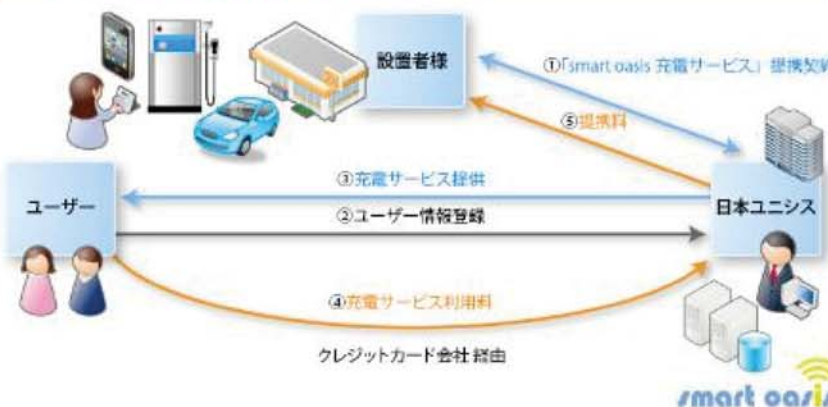 設置者様
①「smart oasis 充電サービス」提携契約
⑤提携料
③充電サービス提供
ユーザー
日本ユニシス
②ユーザー情報登録
④充電サービス利用料
クレジットカード会社 経由
smart oasis